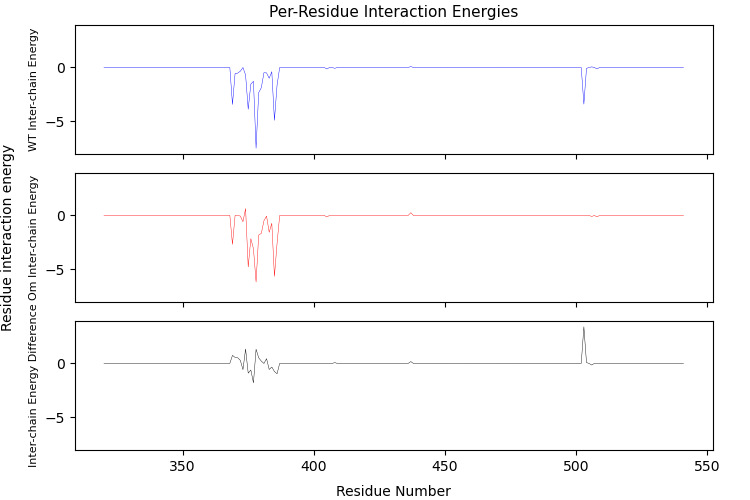 Per-Residue Interaction Energies
WT Inter-chain Energy
0
−5
Residue interaction energy
Om Inter-chain Energy
0
−5
Inter-chain Energy Difference
0
−5
350
400
450
500
550
Residue Number